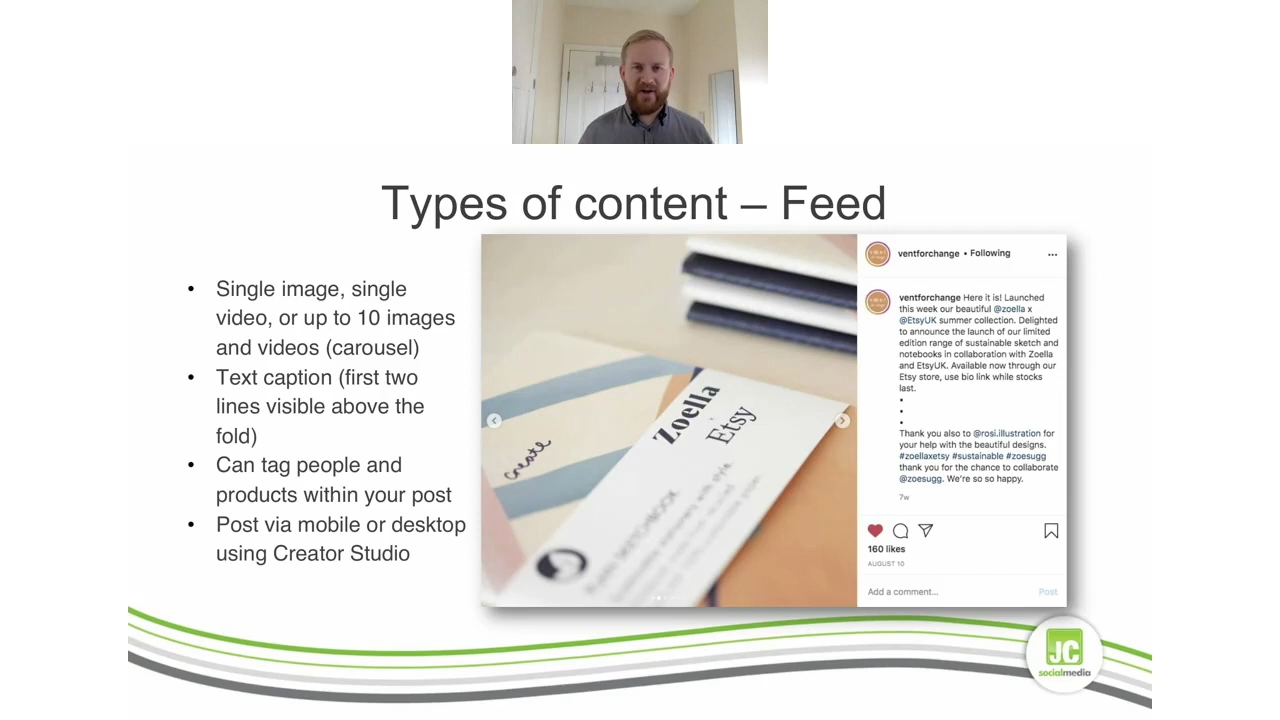 Types of content – Feed
• Single image, single
video, or up to 10 images
and videos (carousel)
• Text caption (first two
lines visible above the
fold)
• Can tag people and
products within your post
• Post via mobile or desktop
using Creator Studio
create
Zoella
Etsy
SKETCHBOOK
ventforchange • Following
ventforchange Here it is! Launched
this week our beautiful @zoella x
@EtsyUK summer collection. Delighted
to announce the launch of our limited
edition range of sustainable sketch and
notebooks in collaboration with Zoella
and EtsyUK. Available now through our
Etsy store, use bio link while stocks
last.
•
•
•
Thank you also to @rosi.illustration for
your help with the beautiful designs.
#zoellaxetsy #sustainable #zoesugg
thank you for the chance to collaborate
@zoesugg. We're so so happy.
7w
160 likes
AUGUST 10
Add a comment... Post
JC
socialmedia